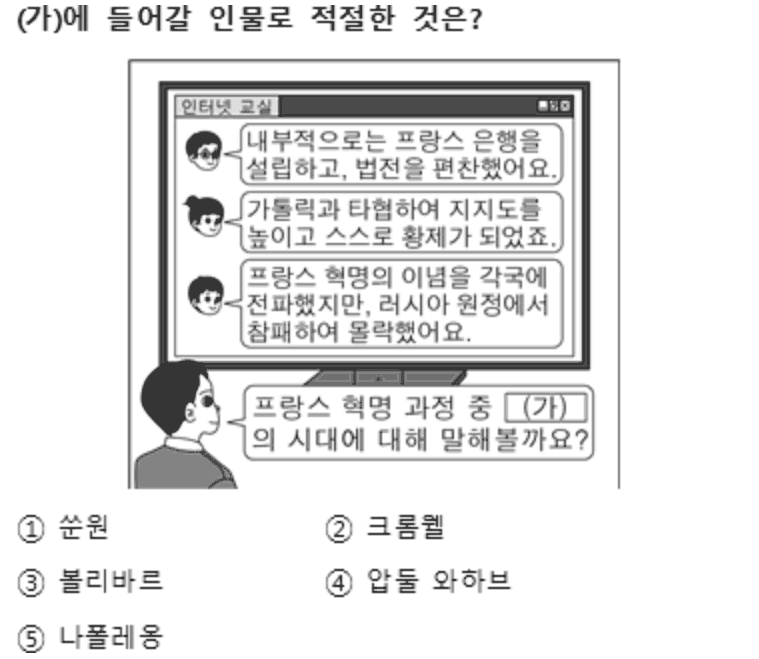 (가)에 들어갈 인물로 적절한 것은?
인터넷 교실
내부적으로는 프랑스 은행을
설립하고, 법전을 편찬했어요.
가톨릭과 타협하여 지지도를
높이고 스스로 황제가 되었죠.
프랑스 혁명의 이념을 각국에
전파했지만, 러시아 원정에서
참패하여 몰락했어요.
프랑스 혁명 과정 중 (가)
의 시대에 대해 말해볼까요?
① 쑨원 ② 크롬웰
③ 볼리바르 ④ 압둘 와하브
⑤ 나폴레옹